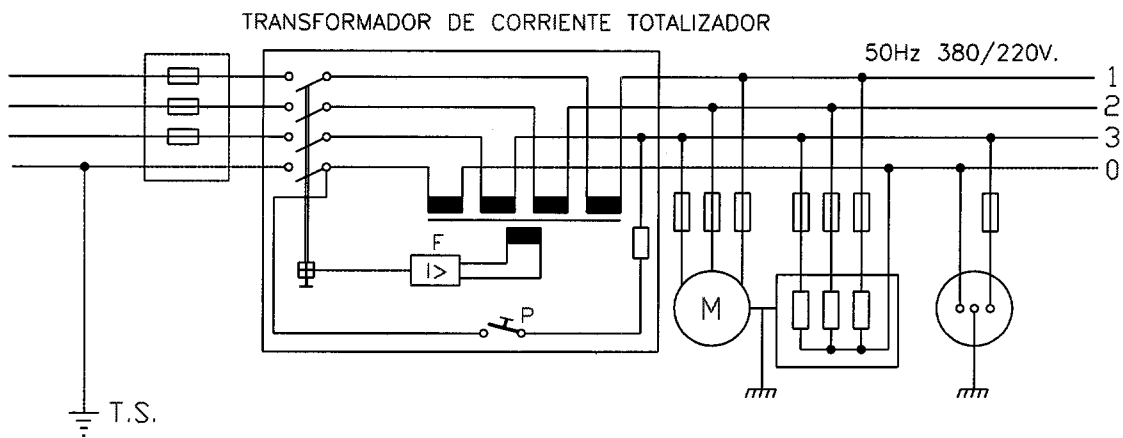 TRANSFORMADOR DE CORRIENTE TOTALIZADOR
50Hz 380/220V.
1
2
3
0
F
I>
P
M
T.S.